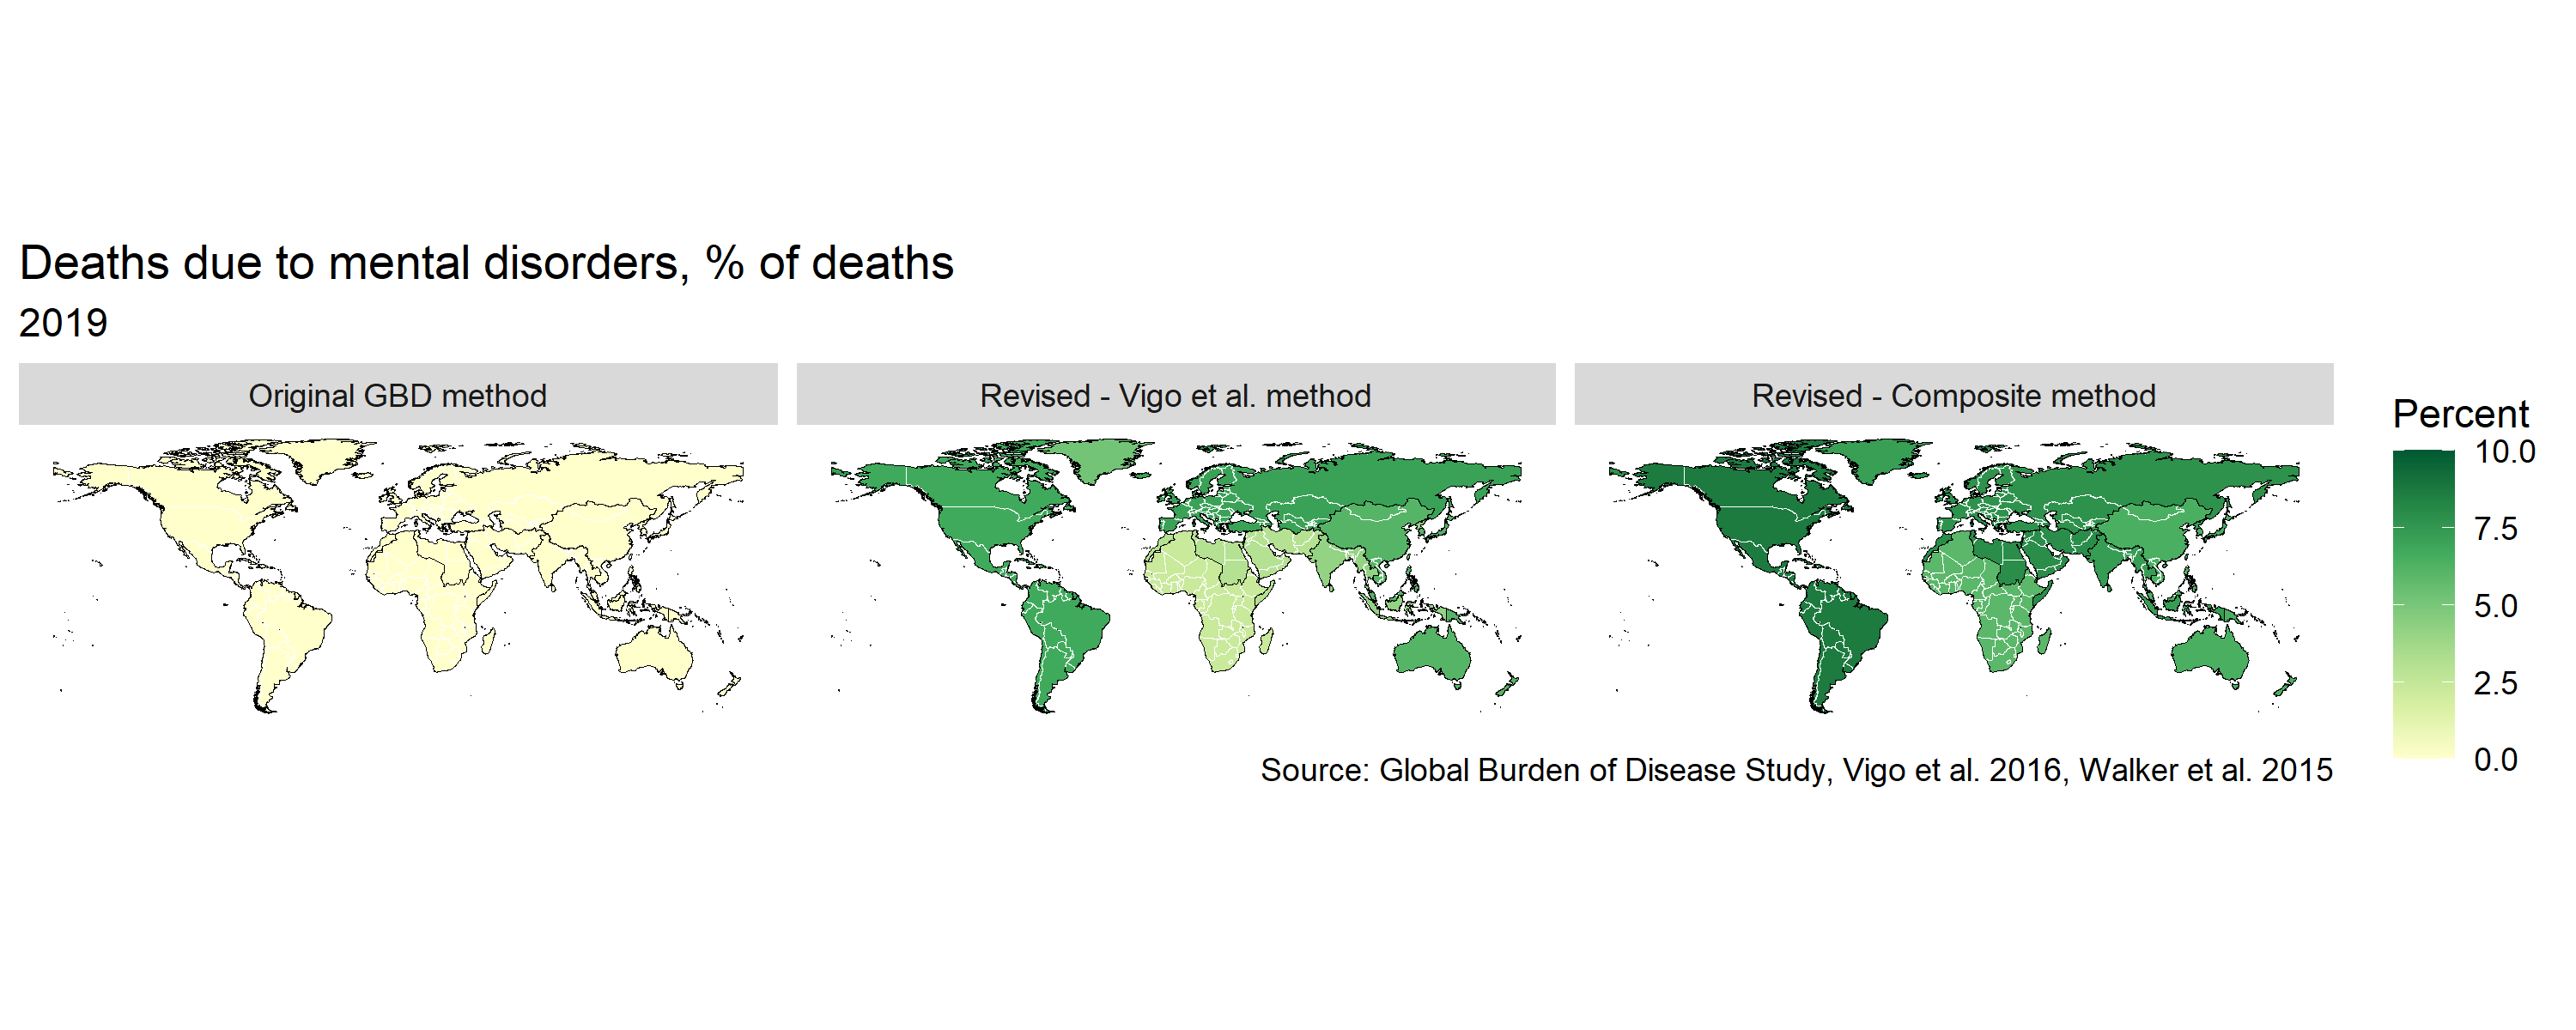 Deaths due to mental disorders, % of deaths
2019
Original GBD method
Revised - Vigo et al. method
Revised - Composite method
Percent
10.0
7.5
5.0
2.5
0.0
Source: Global Burden of Disease Study, Vigo et al. 2016, Walker et al. 2015